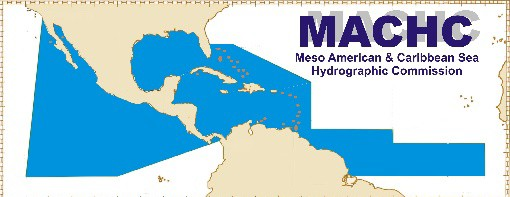 MACHC
Meso American & Caribbean Sea
Hydrographic Commission